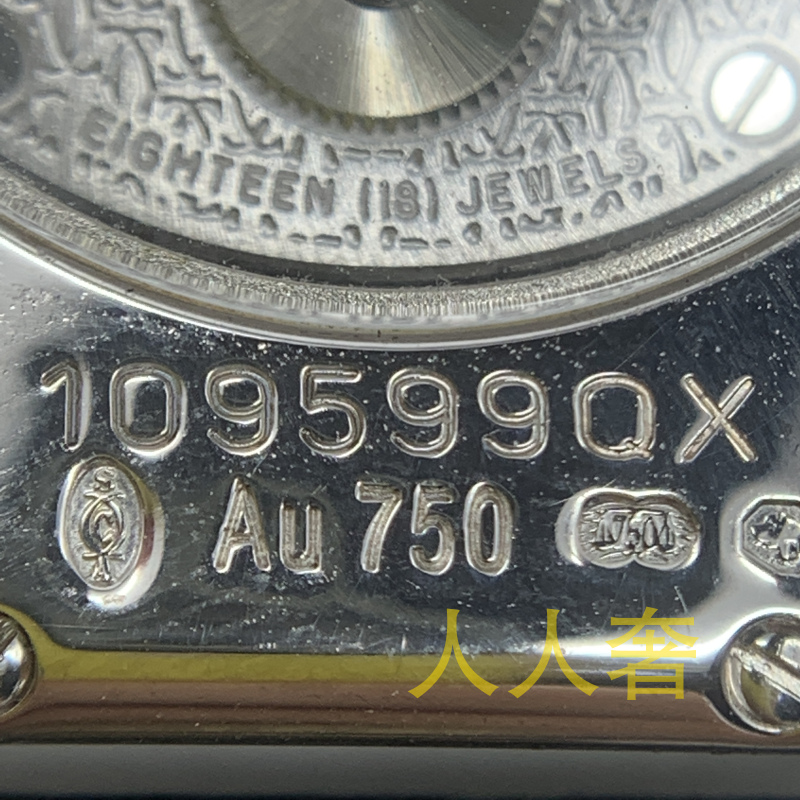 EIGHTEEN (18) JEWELS
109599QX
Au 750
人人奢